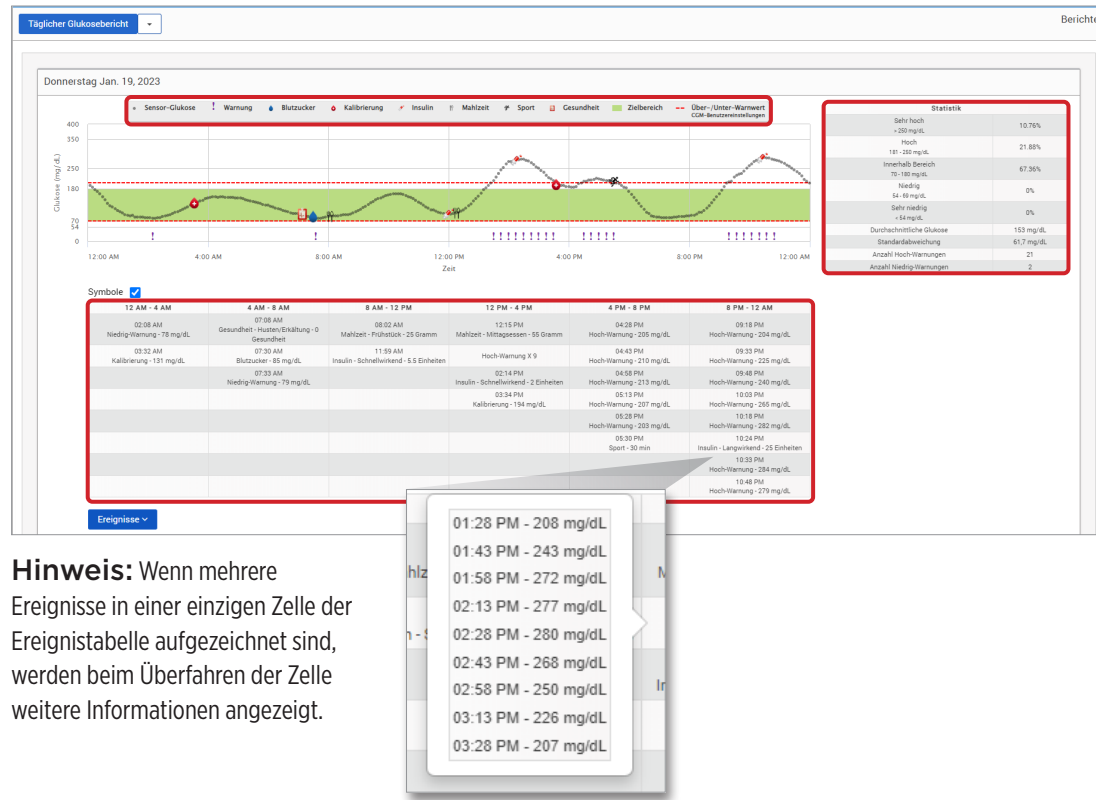 Täglicher Glukosebericht
Berichte
Donnerstag Jan. 19, 2023
Sensor-Glukose ! Warnung Blutzucker Kalibrierung Insulin Mahlzeit Sport Gesundheit Zielbereich Über-/Unter-Warnwert
CGM-Benutzereinstellungen
Glukose (mg/dL)
400
350
250
180
70
54
0
12:00 AM 4:00 AM 8:00 AM 12:00 PM 4:00 PM 8:00 PM 12:00 AM
Zeit
Statistik
Sehr hoch
> 250 mg/dL
10.76%
Hoch
181 - 250 mg/dL
21.88%
Innerhalb Bereich
70 - 180 mg/dL
67.36%
Niedrig
54 - 69 mg/dL
0%
Sehr niedrig
< 54 mg/dL
0%
Durchschnittliche Glukose 153 mg/dL
Standardabweichung 61,7 mg/dL
Anzahl Hoch-Warnungen 21
Anzahl Niedrig-Warnungen 2
Symbole
12 AM - 4 AM
4 AM - 8 AM
8 AM - 12 PM
12 PM - 4 PM
4 PM - 8 PM
8 PM - 12 AM
02:08 AM
Niedrig-Warnung - 78 mg/dL
07:08 AM
Gesundheit - Husten/Erkältung - 0
Gesundheit
08:02 AM
Mahlzeit - Frühstück - 25 Gramm
12:15 PM
Mahlzeit - Mittagsessen - 55 Gramm
04:28 PM
Hoch-Warnung - 205 mg/dL
09:18 PM
Hoch-Warnung - 204 mg/dL
03:32 AM
Kalibrierung - 131 mg/dL
07:30 AM
Blutzucker - 85 mg/dL
11:59 AM
Insulin - Schnellwirkend - 5.5 Einheiten
Hoch-Warnung X 9
04:43 PM
Hoch-Warnung - 210 mg/dL
09:33 PM
Hoch-Warnung - 225 mg/dL
07:33 AM
Niedrig-Warnung - 79 mg/dL
02:14 PM
Insulin - Schnellwirkend - 2 Einheiten
04:58 PM
Hoch-Warnung - 213 mg/dL
09:48 PM
Hoch-Warnung - 240 mg/dL
03:34 PM
Kalibrierung - 194 mg/dL
05:13 PM
Hoch-Warnung - 207 mg/dL
10:03 PM
Hoch-Warnung - 265 mg/dL
05:28 PM
Hoch-Warnung - 203 mg/dL
10:18 PM
Hoch-Warnung - 282 mg/dL
05:30 PM
Sport - 30 min
10:24 PM
Insulin - Langwirkend - 25 Einheiten
10:33 PM
Hoch-Warnung - 284 mg/dL
10:48 PM
Hoch-Warnung - 279 mg/dL
Ereignisse
01:28 PM - 208 mg/dL
01:43 PM - 243 mg/dL
01:58 PM - 272 mg/dL
02:13 PM - 277 mg/dL
02:28 PM - 280 mg/dL
02:43 PM - 268 mg/dL
02:58 PM - 250 mg/dL
03:13 PM - 226 mg/dL
03:28 PM - 207 mg/dL
Hinweis: Wenn mehrere
Ereignisse in einer einzigen Zelle der
Ereignistabelle aufgezeichnet sind,
werden beim Überfahren der Zelle
weitere Informationen angezeigt.